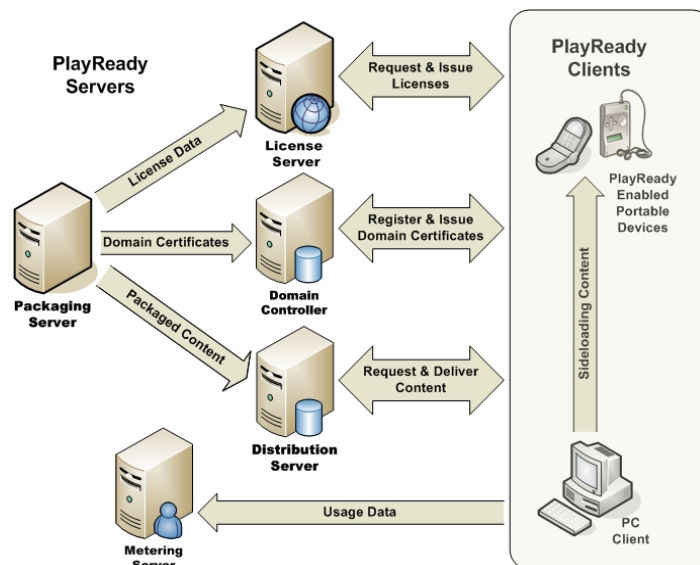 PlayReady
Servers
PlayReady
Clients
Request & Issue
Licenses
License Data
License
Server
PlayReady
Enabled
Portable
Devices
Domain Certificates
Register & Issue
Domain Certificates
Packaging
Server
Domain
Controller
Packaged Content
Sideloading Content
Request & Deliver
Content
Distribution
Server
Usage Data
PC
Client
Metering
Server